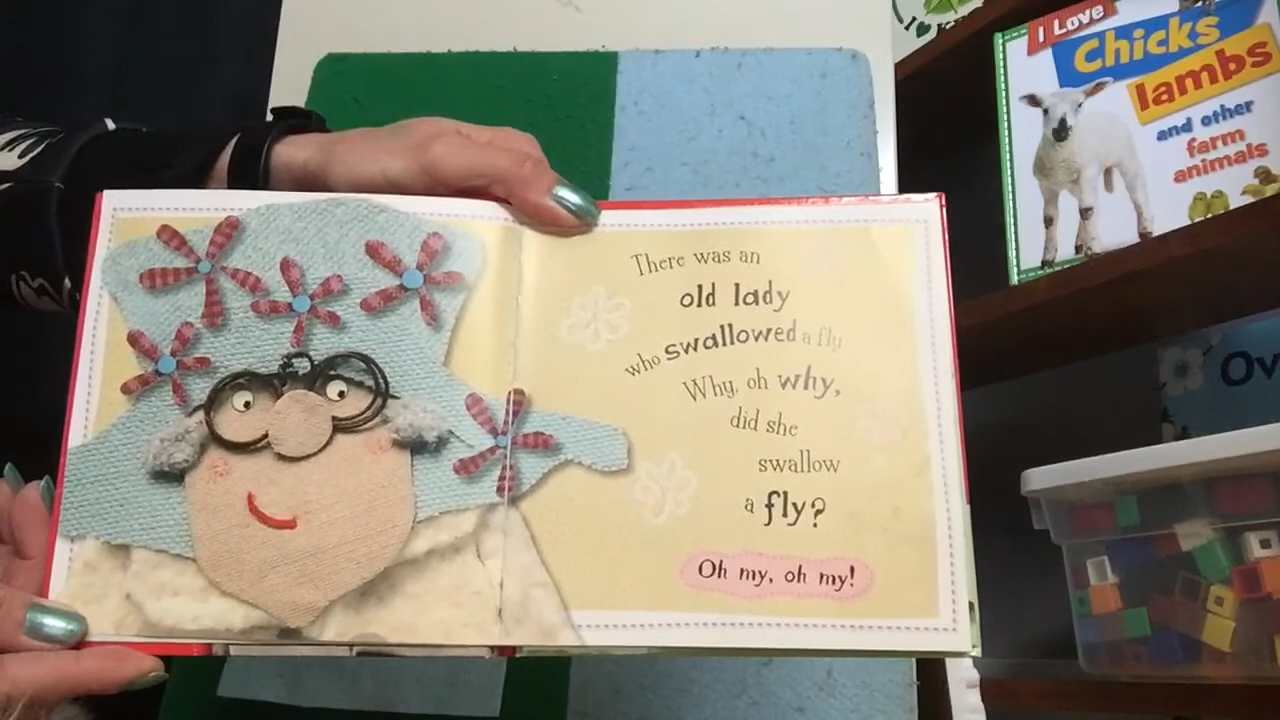 There was an
old lady
who swallowed a fly
Why, oh why,
did she
swallow
a fly?
Oh my, oh my!
I Love
Chicks
lambs
and other
farm
animals
Ov